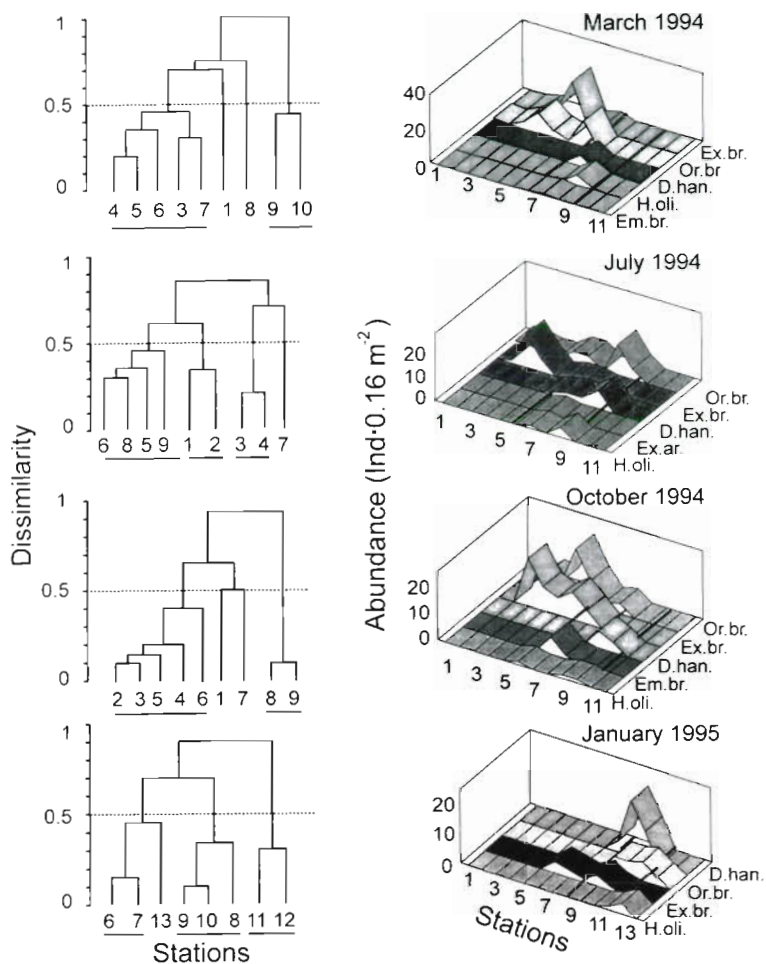 March 1994
1
0.5
0
4 5 6 3 7 1 8 9 10
40
20
0
1 3 5 7 9 11
Ex.br.
Or.br
D.han.
H.oli.
Em.br.
July 1994
1
0.5
0
6 8 5 9 1 2 3 4 7
20
10
0
1 3 5 7 9 11
Or.br.
Ex.br.
D.han.
Ex.ar.
H.oli.
Dissimilarity
Abundance (Ind·0.16 m-2)
October 1994
1
0.5
0
2 3 5 4 6 1 7 8 9
20
10
0
1 3 5 7 9 11
Or.br.
Ex.br.
D.han.
Em.br.
H.oli.
January 1995
1
0.5
0
6 7 13 9 10 8 11 12
Stations
20
10
0
1 3 5 7 9 11 13
D.han.
Or.br.
Ex.br.
H.oli.
Stations